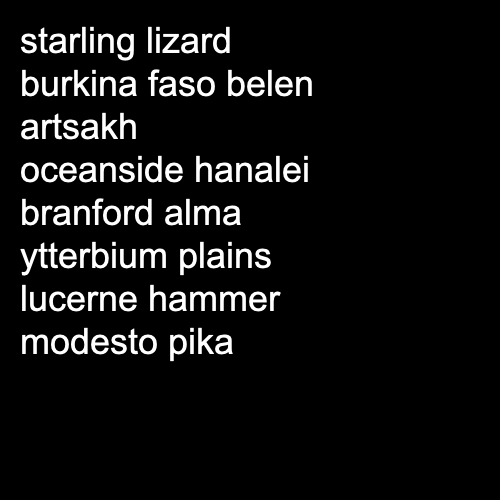 starling lizard
burkina faso belen
artsakh
oceanside hanalei
branford alma
ytterbium plains
lucerne hammer
modesto pika